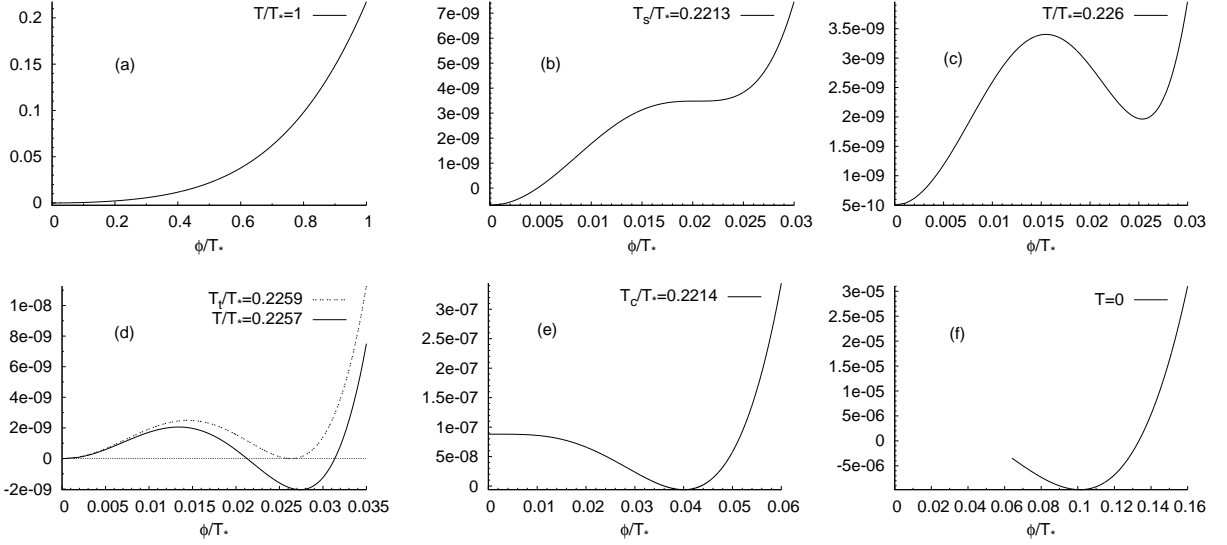 T/T*=1
(a)
0.2
0.15
0.1
0.05
0
0 0.2 0.4 0.6 0.8 1
ϕ/T*
Ts/T*=0.2213
(b)
7e-09
6e-09
5e-09
4e-09
3e-09
2e-09
1e-09
0
0 0.005 0.01 0.015 0.02 0.025 0.03
ϕ/T*
T/T*=0.226
(c)
3.5e-09
3e-09
2.5e-09
2e-09
1.5e-09
1e-09
5e-10
0 0.005 0.01 0.015 0.02 0.025 0.03
ϕ/T*
Tt/T*=0.2259
T/T*=0.2257
(d)
1e-08
8e-09
6e-09
4e-09
2e-09
0
-2e-09
0 0.005 0.01 0.015 0.02 0.025 0.03 0.035
ϕ/T*
Tc/T*=0.2214
(e)
3e-07
2e-07
2e-07
1e-07
1e-07
5e-08
0
0 0.01 0.02 0.03 0.04 0.05 0.06
ϕ/T*
T=0
(f)
3e-05
2e-05
2e-05
1e-05
1e-05
5e-06
0
-5e-06
0 0.02 0.04 0.06 0.08 0.1 0.12 0.14 0.16
ϕ/T*